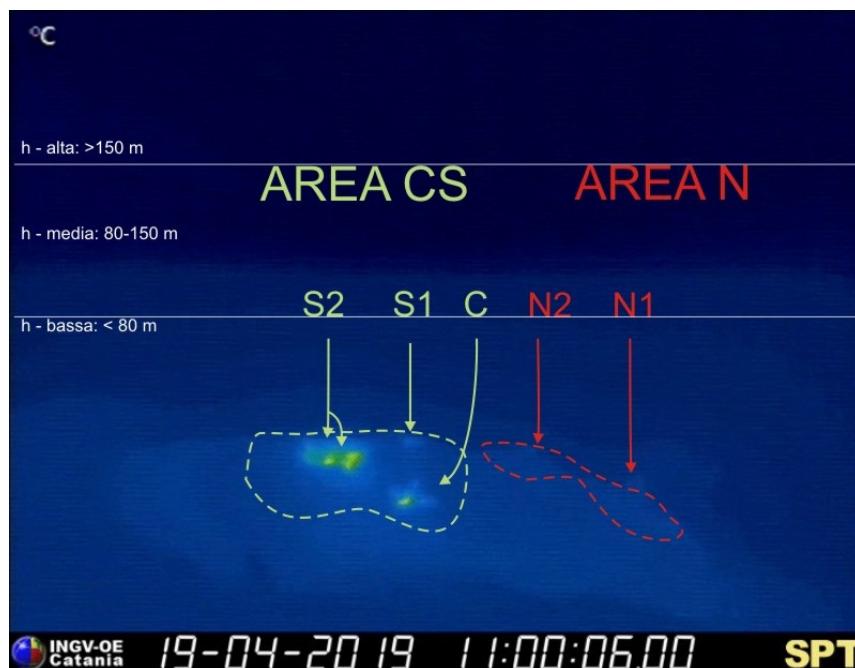 °C
h - alta: >150 m
AREA CS AREA N
h - media: 80-150 m
S2 S1 C N2 N1
h - bassa: < 80 m
INGV-OE
Catania
19-04-2019 11:00:06.00 SPT